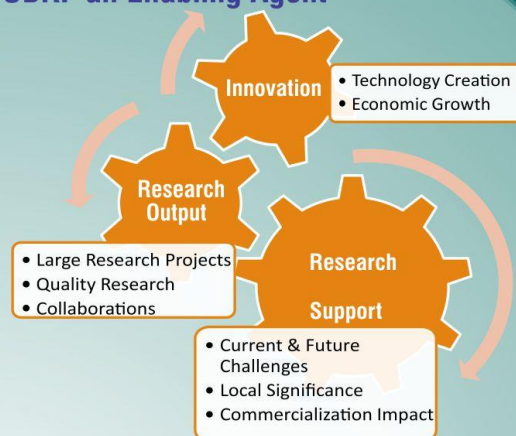 an Enabling Agent
Innovation
• Technology Creation
• Economic Growth
Research
Output
• Large Research Projects
• Quality Research
• Collaborations
Research
Support
• Current & Future
Challenges
• Local Significance
• Commercialization Impact